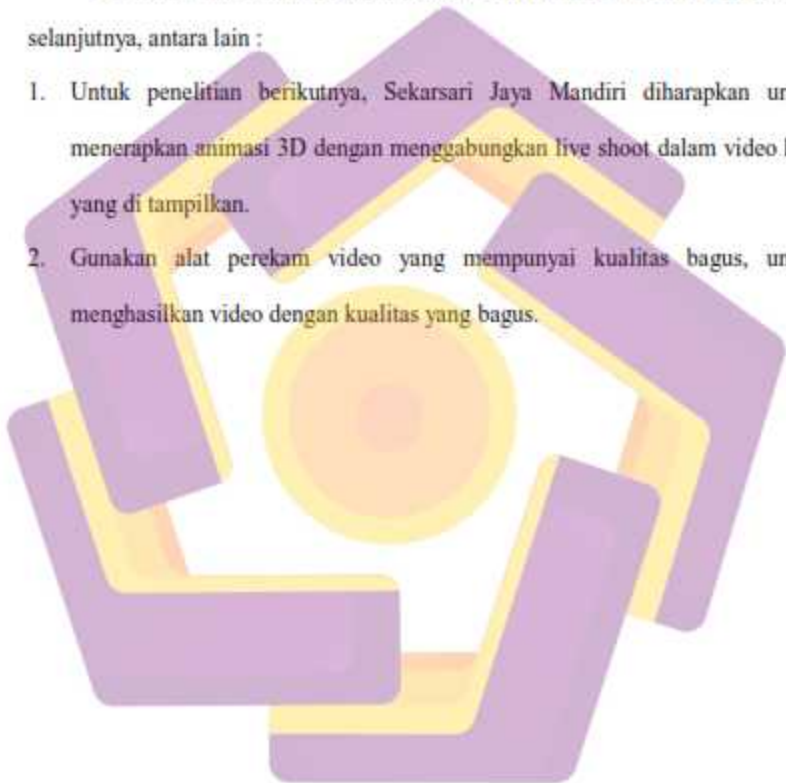 selanjutnya, antara lain :
1. Untuk penelitian berikutnya, Sekarsari Jaya Mandiri diharapkan
menerapkan animasi 3D dengan menggabungkan live shoot dalam video
yang di tampilkan.
2. Gunakan alat perekam video yang mempunyai kualitas bagus,
menghasilkan video dengan kualitas yang bagus.